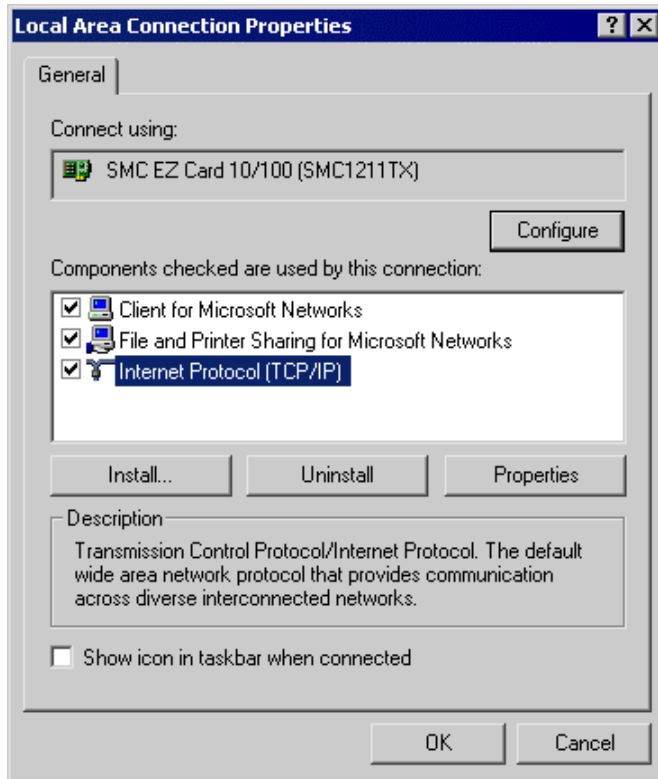 Local Area Connection Properties
General
Connect using:
SMC EZ Card 10/100 (SMC1211TX)
Configure
Components checked are used by this connection:
Client for Microsoft Networks
File and Printer Sharing for Microsoft Networks
Internet Protocol (TCP/IP)
Install...
Uninstall
Properties
Description
Transmission Control Protocol/Internet Protocol. The default
wide area network protocol that provides communication
across diverse interconnected networks.
Show icon in taskbar when connected
OK
Cancel